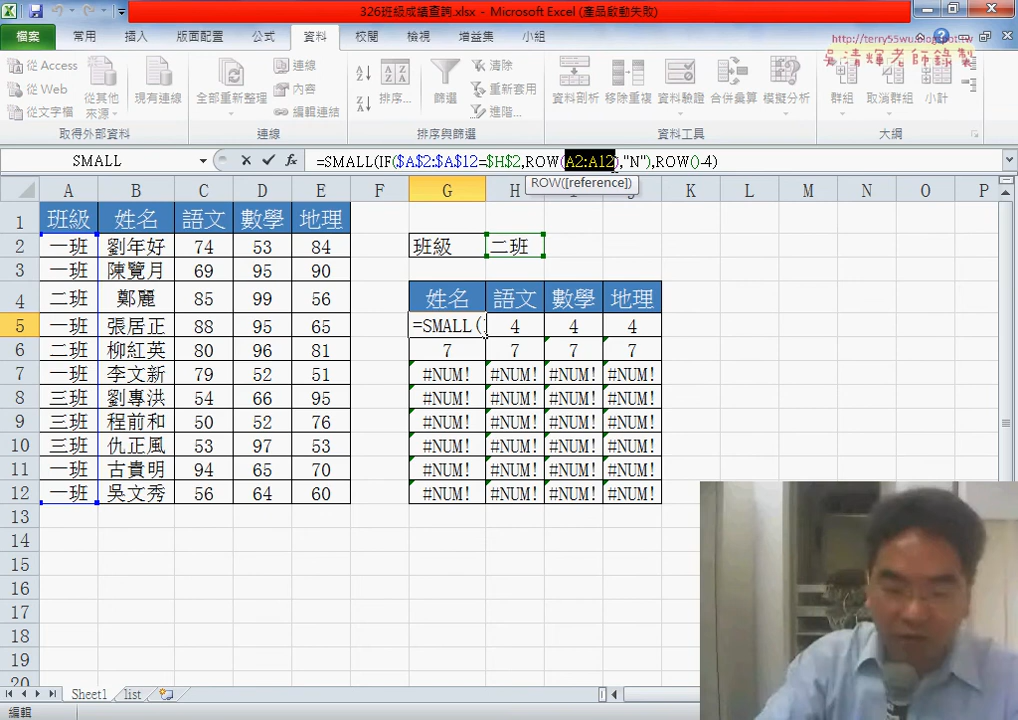 326班級成績查詢.xlsx - Microsoft Excel (產品啟動失敗)
檔案 常用 插入 版面配置 公式 資料 校閱 檢視 增益集 小組
http://terry55wu.blogspot.tw
吳清輝老師錄製
從 Access
從 Web
從文字檔
從其他來源
現有連線
全部重新整理
連線
內容
編輯連結
排序...
篩選
清除
重新套用
進階...
資料剖析 移除重複 資料驗證 合併彙算 模擬分析
群組 取消群組 小計
取得外部資料 連線 排序與篩選 資料工具 大綱
SMALL =SMALL(IF($A$2:$A$12=$H$2,ROW(A2:A12),"N"),ROW()-4)
ROW([reference])
A B C D E F G H K L M N O P
1 班級 姓名 語文 數學 地理
2 一班 劉年好 74 53 84 班級 二班
3 一班 陳覽月 69 95 90
4 二班 鄭麗 85 99 56 姓名 語文 數學 地理
5 一班 張居正 88 95 65 =SMALL( 4 4 4
6 二班 柳紅英 80 96 81 7 7 7 7
7 一班 李文新 79 52 51 #NUM! #NUM! #NUM! #NUM!
8 三班 劉專洪 54 66 95 #NUM! #NUM! #NUM! #NUM!
9 三班 程前和 50 52 76 #NUM! #NUM! #NUM! #NUM!
10 三班 仇正風 53 97 53 #NUM! #NUM! #NUM! #NUM!
11 一班 古貴明 94 65 70 #NUM! #NUM! #NUM! #NUM!
12 一班 吳文秀 56 64 60 #NUM! #NUM! #NUM! #NUM!
13
14
15
16
17
18
19
20
Sheet1 list
編輯